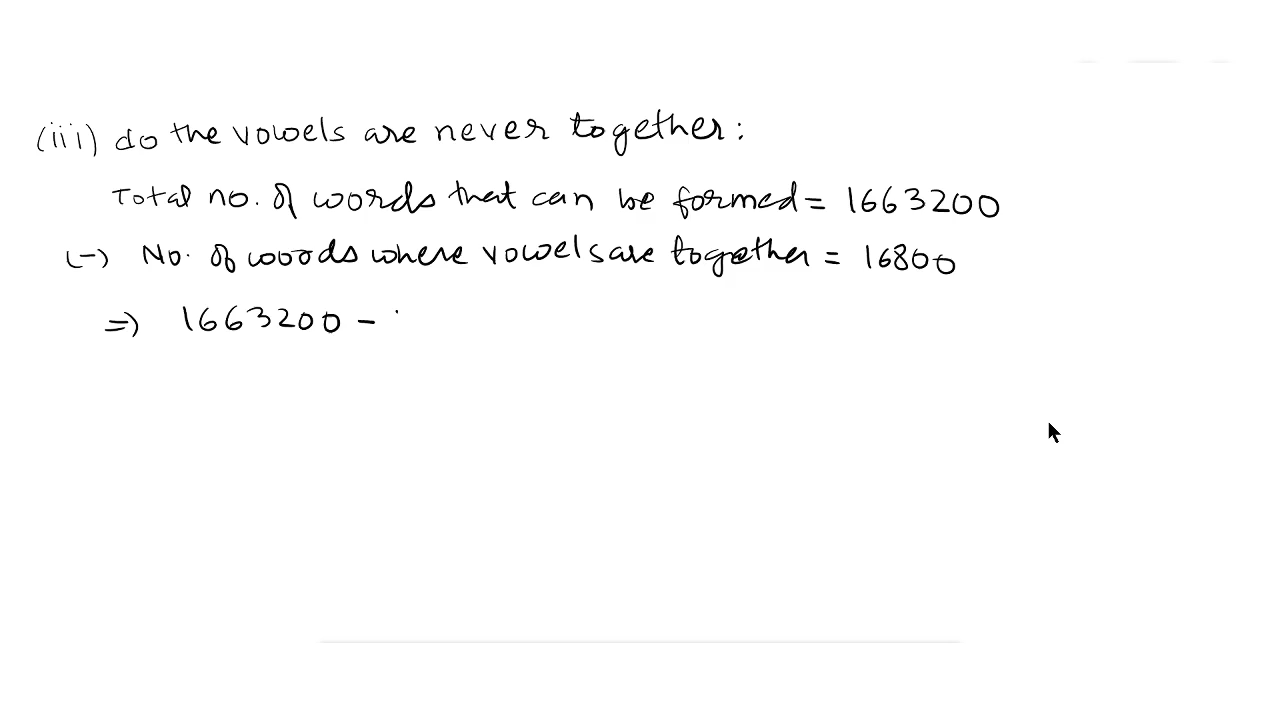 (iii) do the vowels are never together:
Total no. of words that can be formed = 1663200
(-) No. of words where vowels are together = 16800
=) 1663200 -